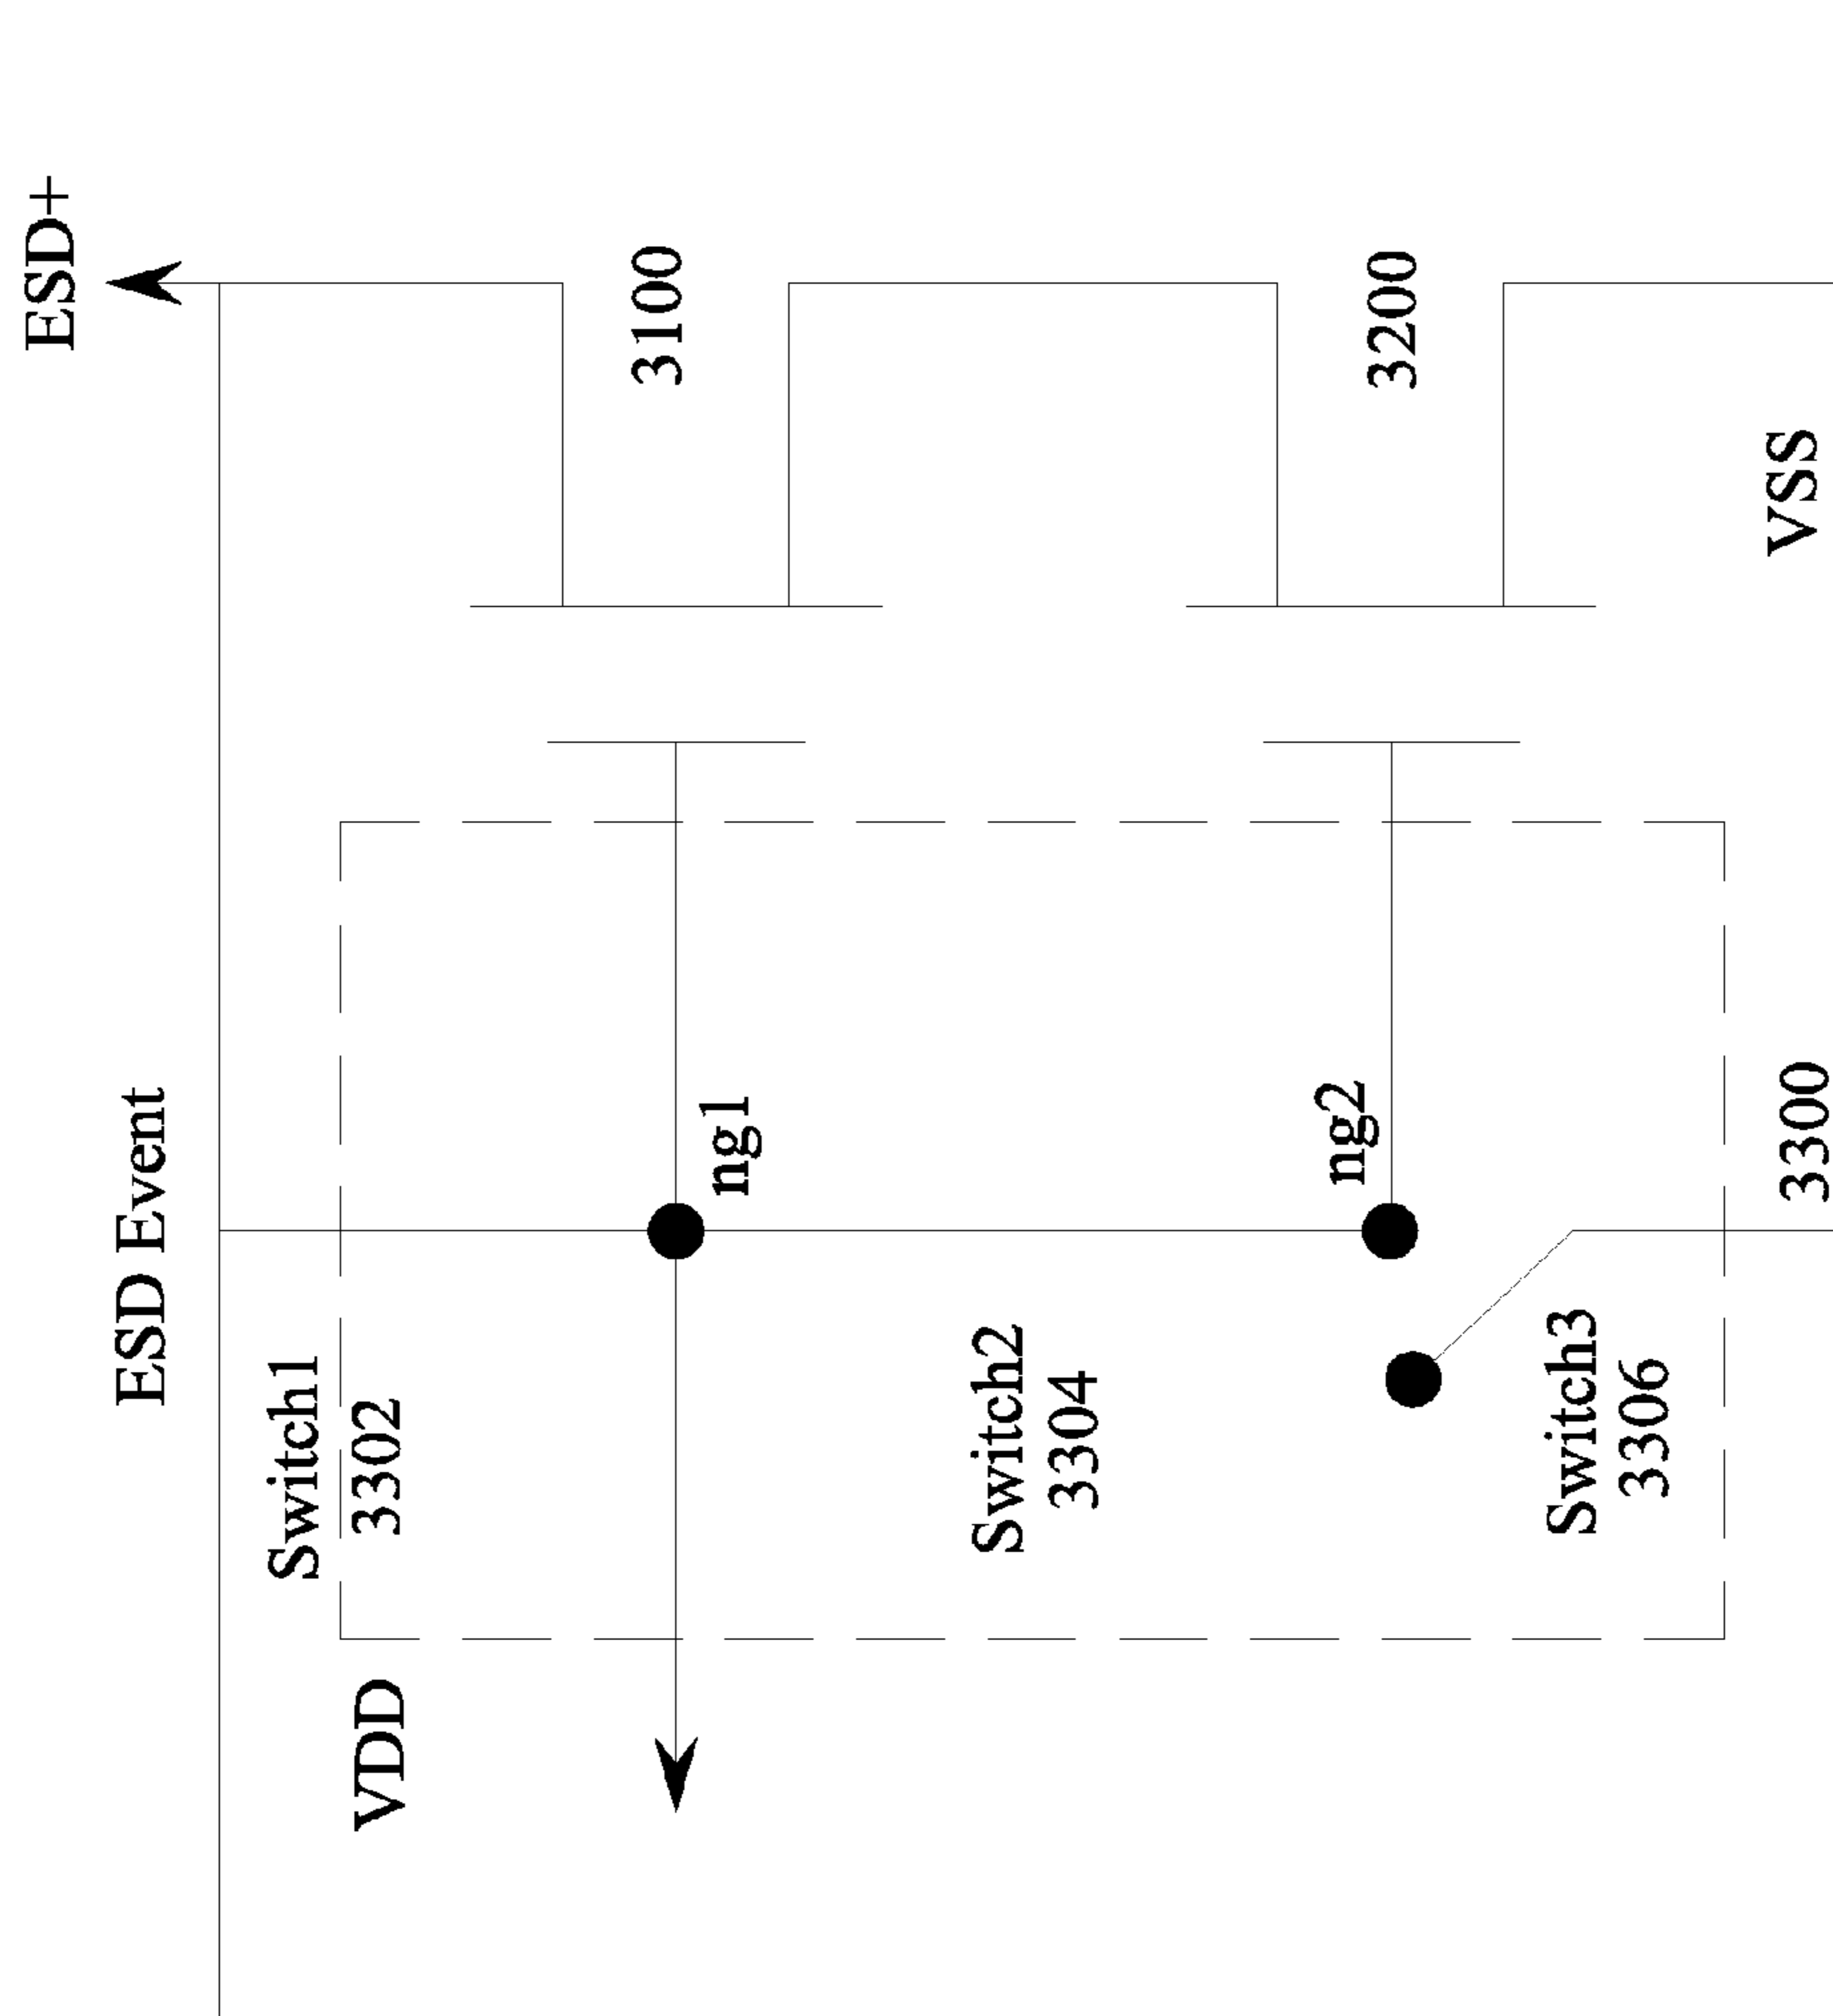 ESD+
ESD Event
Switch1
3302
VDD
3100
ng1
Switch2
3304
3200
ng2
Switch3
3306
VSS
3300